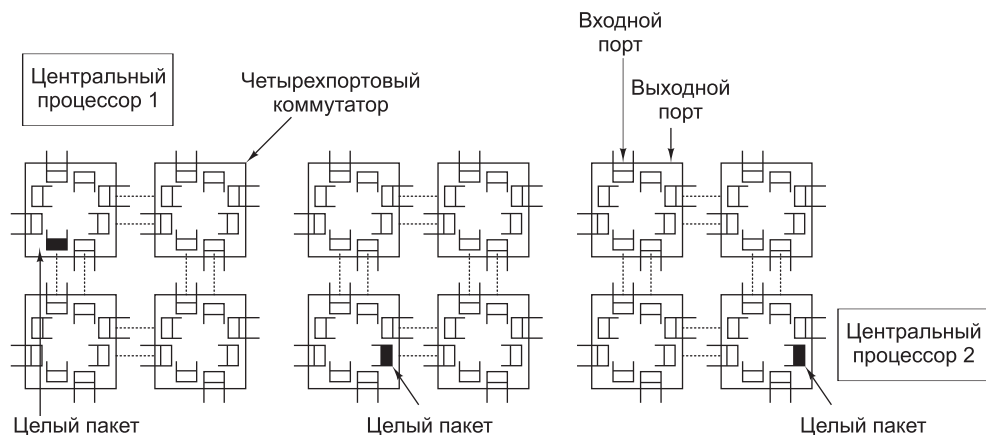 Центральный
процессор 1
Четырехпортовый
коммутатор
Входной
порт
Выходной
порт
Центральный
процессор 2
Целый пакет
Целый пакет
Целый пакет